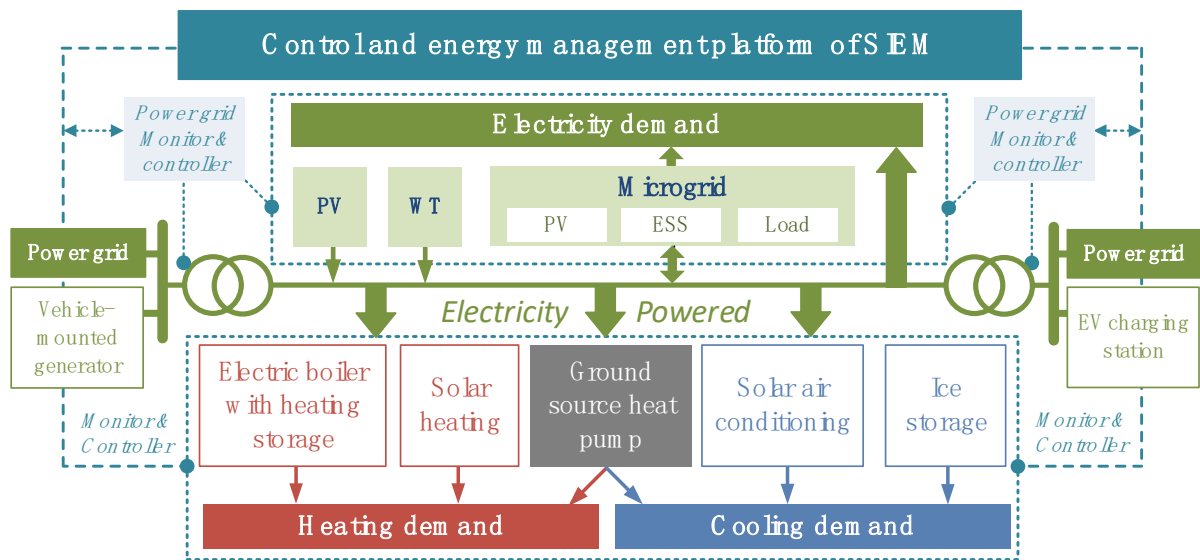 Control and energy management platform of SIEM
Power grid
Monitor &
controller
Electricity demand
Power grid
Monitor &
controller
PV
WT
Microgrid
PV
ESS
Load
Power grid
Vehicle-
mounted
generator
Power grid
EV charging
station
Electricity Powered
Electric boiler
with heating
storage
Solar
heating
Ground
source heat
pump
Solar air
conditioning
Ice
storage
Monitor &
Controller
Monitor &
Controller
Heating demand
Cooling demand